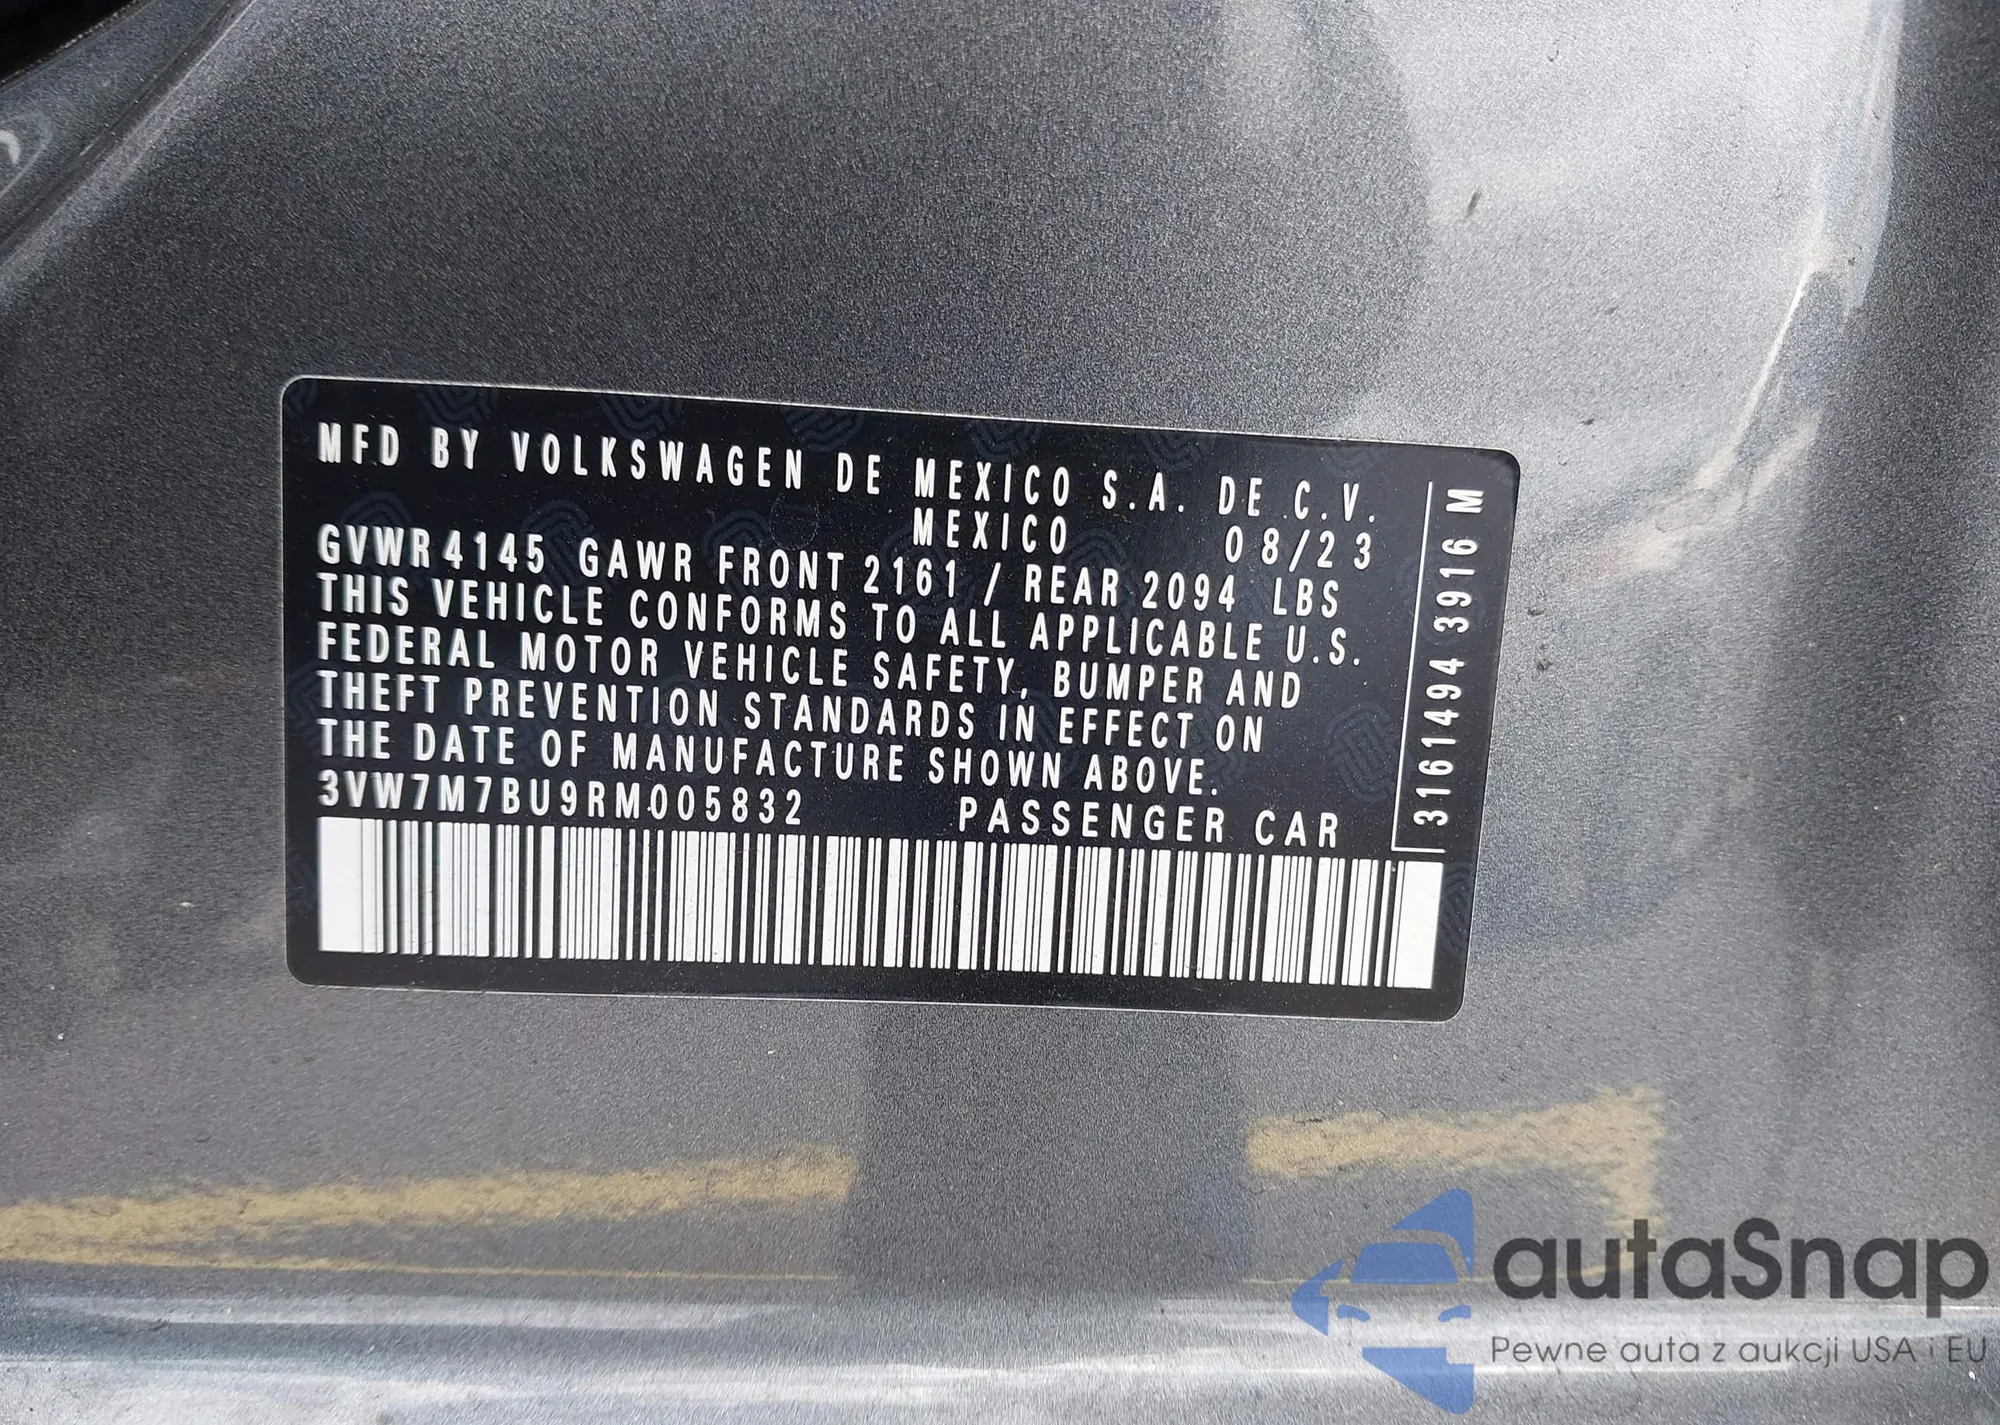 MFD BY VOLKSWAGEN DE MEXICO S.A. DE C.V.
MEXICO 08/23
GVWR 4145 GAWR FRONT 2161 / REAR 2094 LBS
THIS VEHICLE CONFORMS TO ALL APPLICABLE U.S.
FEDERAL MOTOR VEHICLE SAFETY, BUMPER AND
THEFT PREVENTION STANDARDS IN EFFECT ON
THE DATE OF MANUFACTURE SHOWN ABOVE.
3VW7M7BU9RM005832 PASSENGER CAR
3161494 3916 M
autaSnap
Pewne auta z aukcji USA i EU